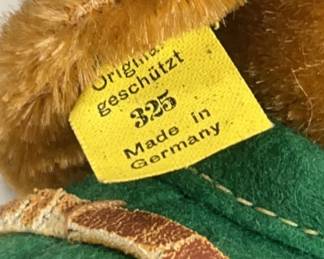 Original
geschützt
325
Made in
Germany